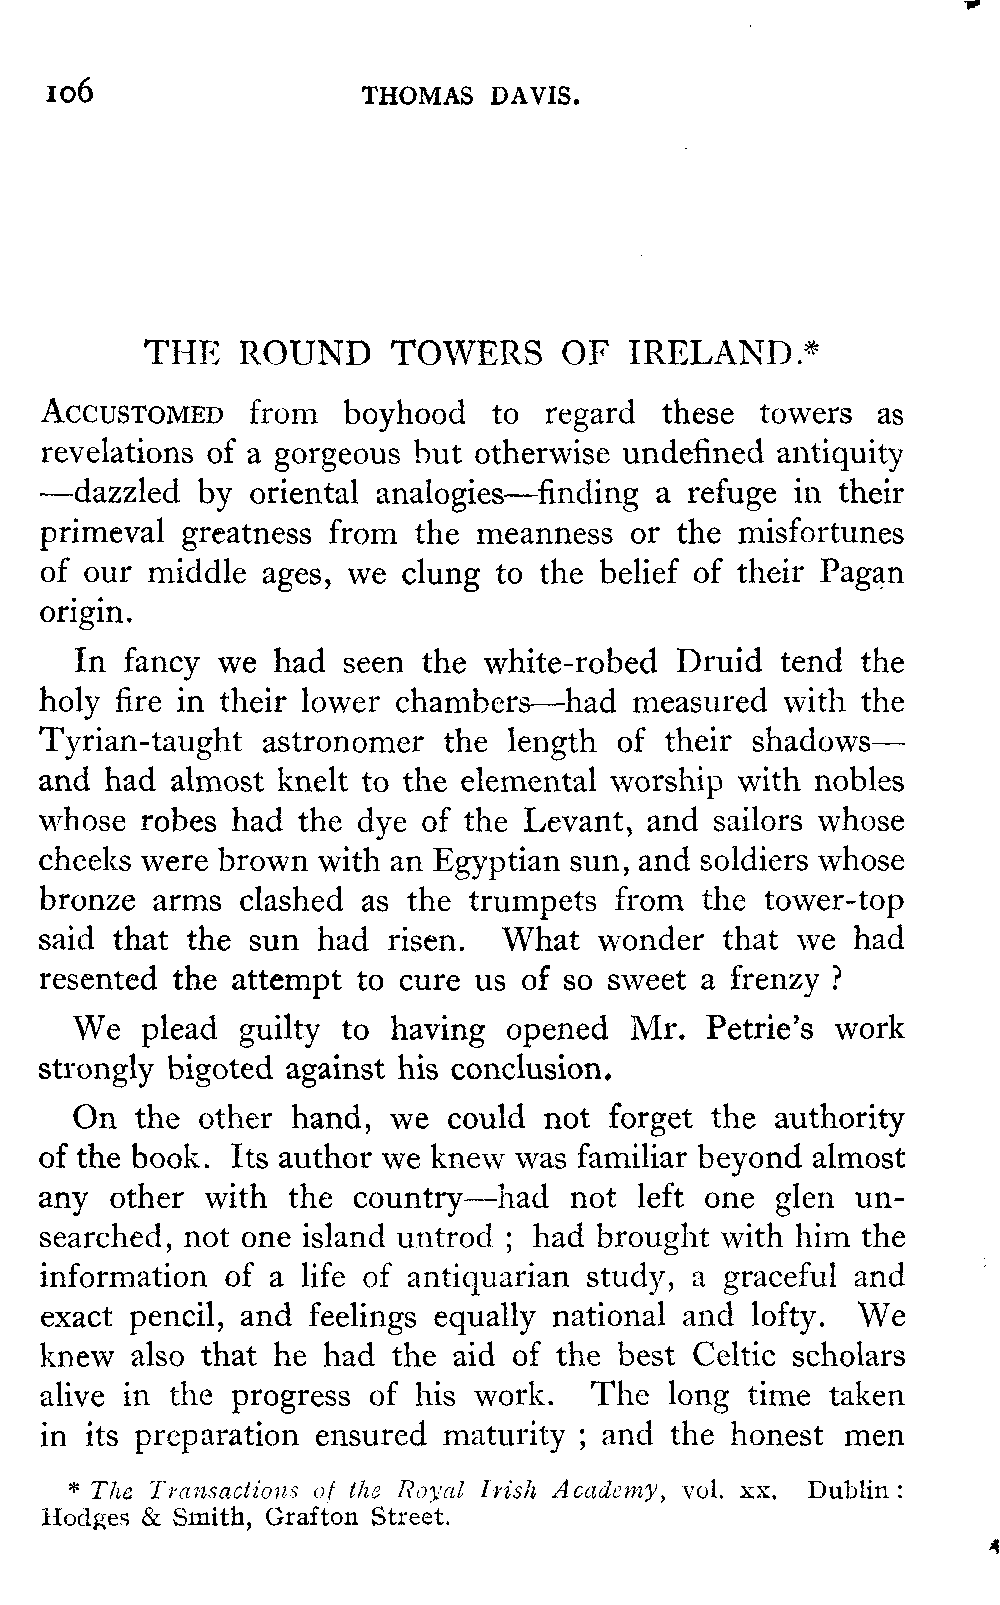 106 THOMAS DAVIS.
THE ROUND TOWERS OF IRELAND.*
ACCUSTOMED from boyhood to regard these towers as
revelations of a gorgeous but otherwise undefined antiquity
—dazzled by oriental analogies—finding a refuge in their
primeval greatness from the meanness or the misfortunes
of our middle ages, we clung to the belief of their Pagan
origin.
In fancy we had seen the white-robed Druid tend the
holy fire in their lower chambers—had measured with the
Tyrian-taught astronomer the length of their shadows—
and had almost knelt to the elemental worship with nobles
whose robes had the dye of the Levant, and sailors whose
cheeks were brown with an Egyptian sun, and soldiers whose
bronze arms clashed as the trumpets from the tower-top
said that the sun had risen. What wonder that we had
resented the attempt to cure us of so sweet a frenzy ?
We plead guilty to having opened Mr. Petrie's work
strongly bigoted against his conclusion.
On the other hand, we could not forget the authority
of the book. Its author we knew was familiar beyond almost
any other with the country—had not left one glen un-
searched, not one island untrod ; had brought with him the
information of a life of antiquarian study, a graceful and
exact pencil, and feelings equally national and lofty. We
knew also that he had the aid of the best Celtic scholars
alive in the progress of his work. The long time taken
in its preparation ensured maturity ; and the honest men
* The Transactions of the Royal Irish Academy, vol. xx. Dublin :
Hodges & Smith, Grafton Street.